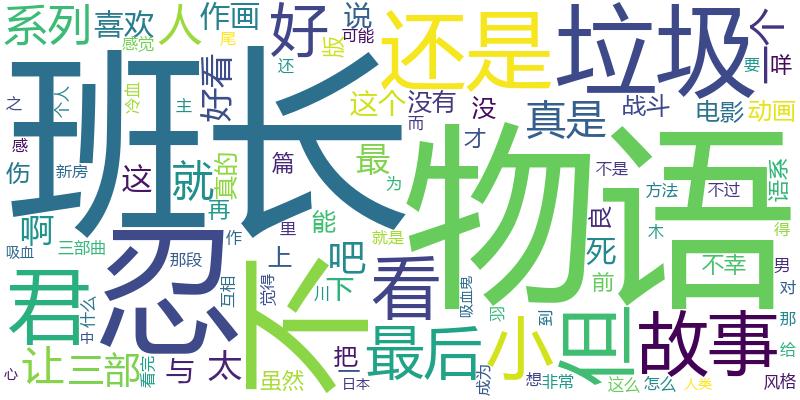 系列
喜欢
人
作画
好
说
还是
垃圾
个
感觉
尾
版
可能
还
咩
之
个人
冷血
主
好看
这个
没有
没
真是
战斗
要
电影
动画
班长
物语
感
伤
新房
这
就
真的
篇
最
而
才
为
不是
语系
方法
不过
啊
再
里
能
良
死
木
得
吸血
三部曲
那段
作
忍
互相
就是
上
吧
看
前
不幸
男
对
君
不
觉得
川
下
吸血鬼
羽
但
那
什么
最后
小
到
故事
给
让
三部
看完
与
太
虽然
把
一
日本
成为
想
非常
这么
怎么
人类
风格
心